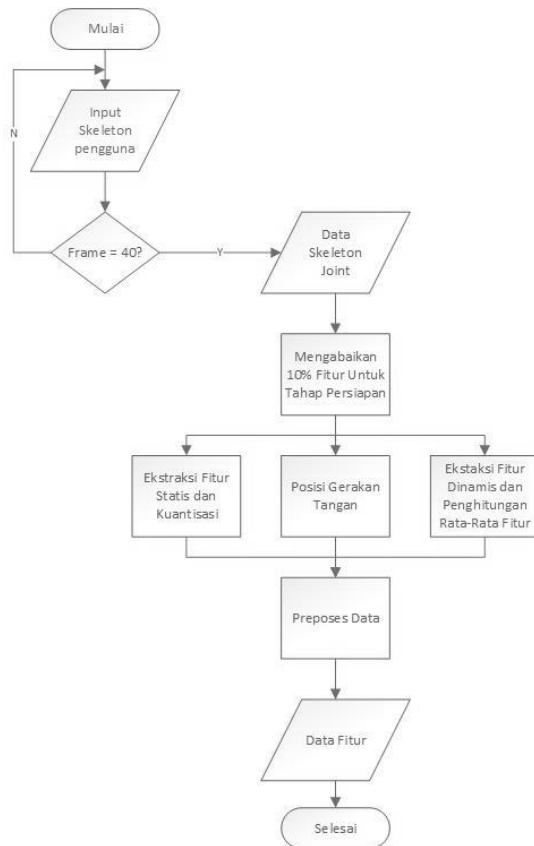 Mulai
Input
Skeleton
pengguna
N
Frame = 40?
Y
Data
Skeleton
Joint
Mengabaikan
10% Fitur Untuk
Tahap Persiapan
Ekstraksi Fitur
Statis dan
Kuantisasi
Posisi Gerakan
Tangan
Ekstaksi Fitur
Dinamis dan
Penghitungan
Rata-Rata Fitur
Preposes Data
Data Fitur
Selesai